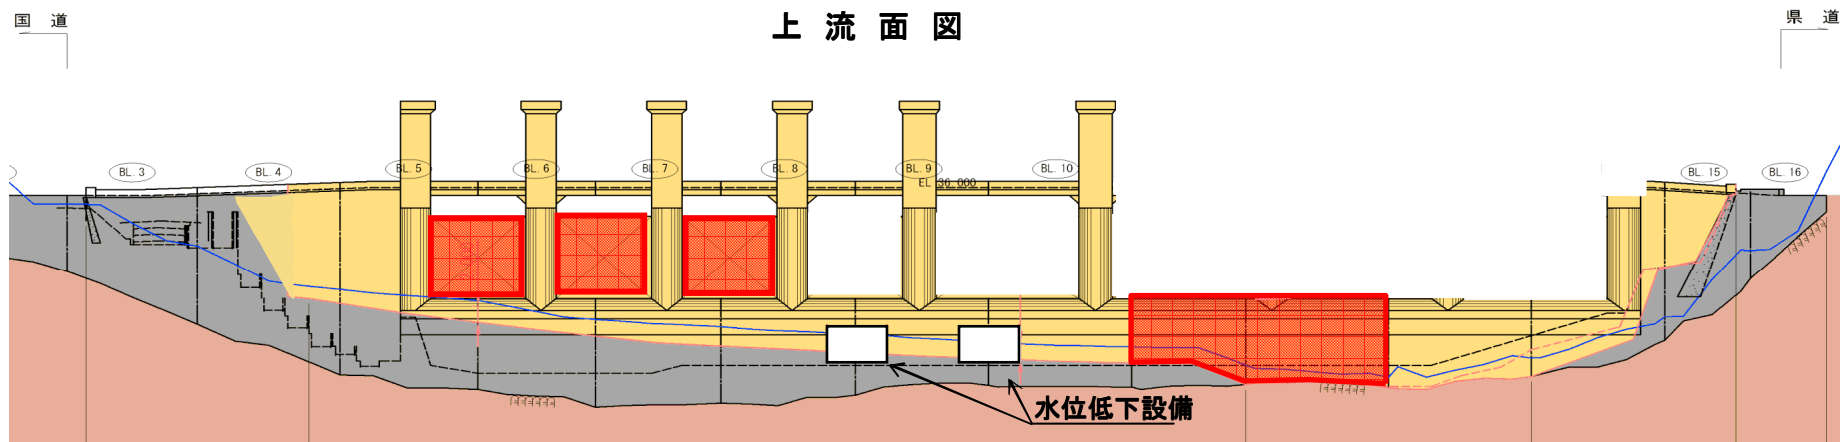 国 道
上 流 面 図
県 道
BL. 3
BL. 4
BL. 5
BL. 6
BL. 7
BL. 8
BL. 9
BL. 10
BL. 15
BL. 16
EL 36.000
水位低下設備